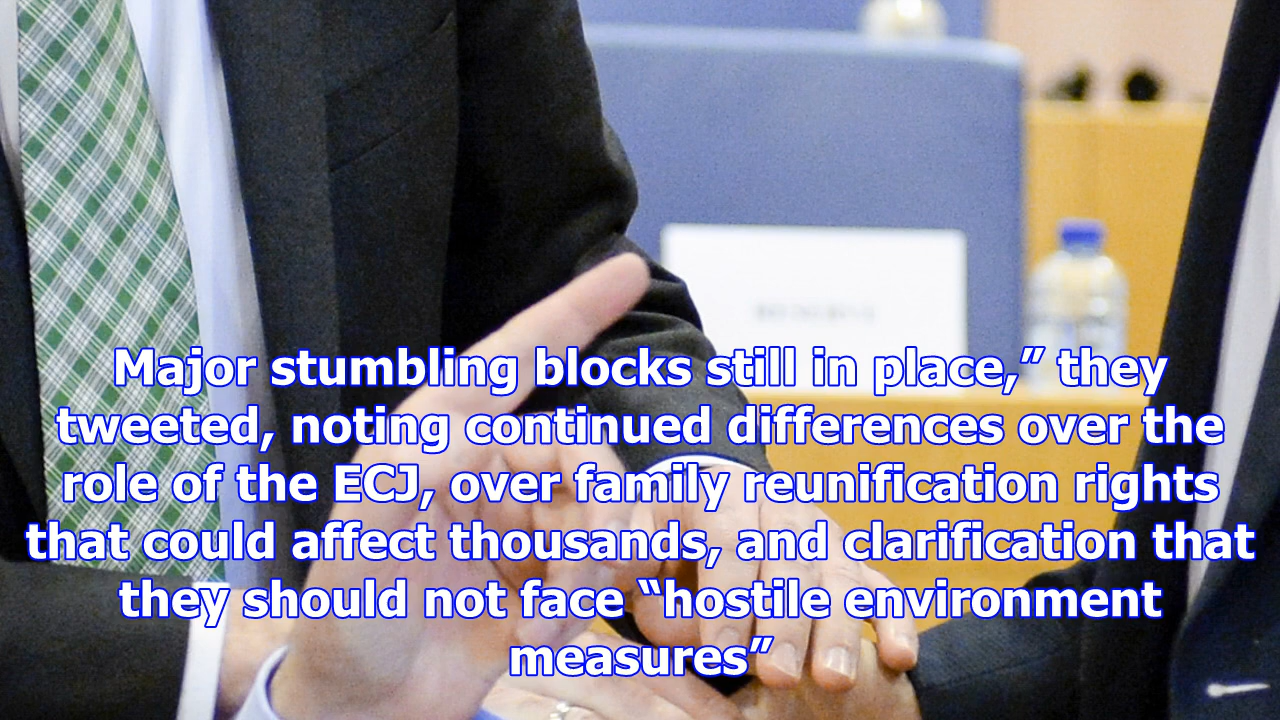 Major stumbling blocks still in place,” they
tweeted, noting continued differences over the
role of the ECJ, over family reunification rights
that could affect thousands, and clarification that
they should not face “hostile environment
measures”